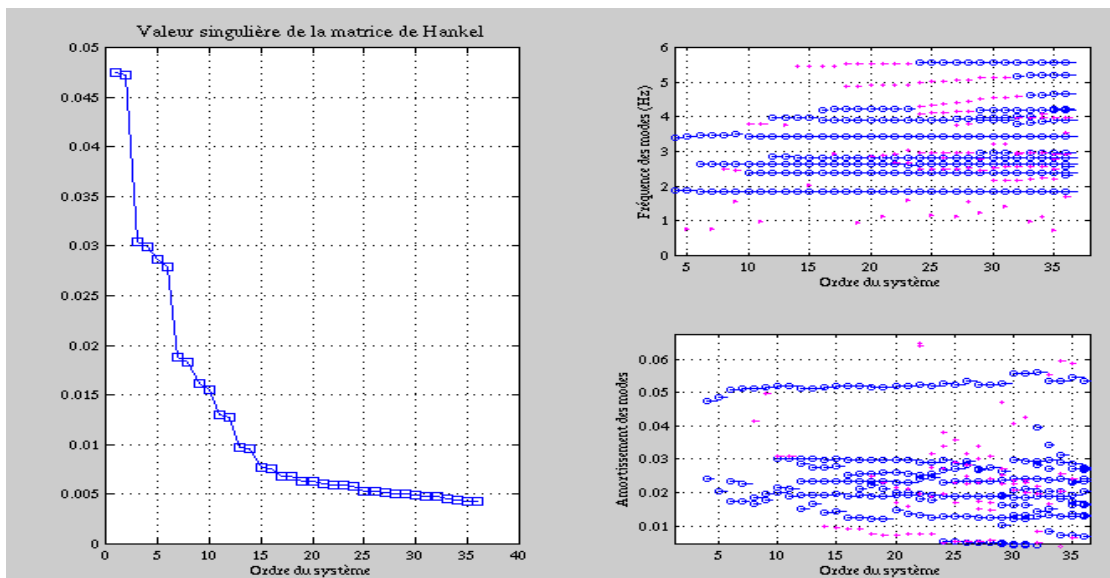 Valeur singulière de la matrice de Hankel
0.05
0.045
0.04
0.035
0.03
0.025
0.02
0.015
0.01
0.005
0
0 5 10 15 20 25 30 35 40
Ordre du système
Fréquence des modes (Hz)
6
5
4
3
2
1
0
5 10 15 20 25 30 35
Ordre du système
Amortissement des modes
0.06
0.05
0.04
0.03
0.02
0.01
5 10 15 20 25 30 35
Ordre du système